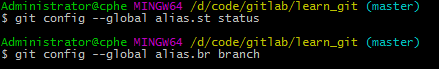 Administrator@cphe MINGW64 /d/code/gitlab/learn_git (master)
$ git config --global alias.st status
Administrator@cphe MINGW64 /d/code/gitlab/learn_git (master)
$ git config --global alias.br branch